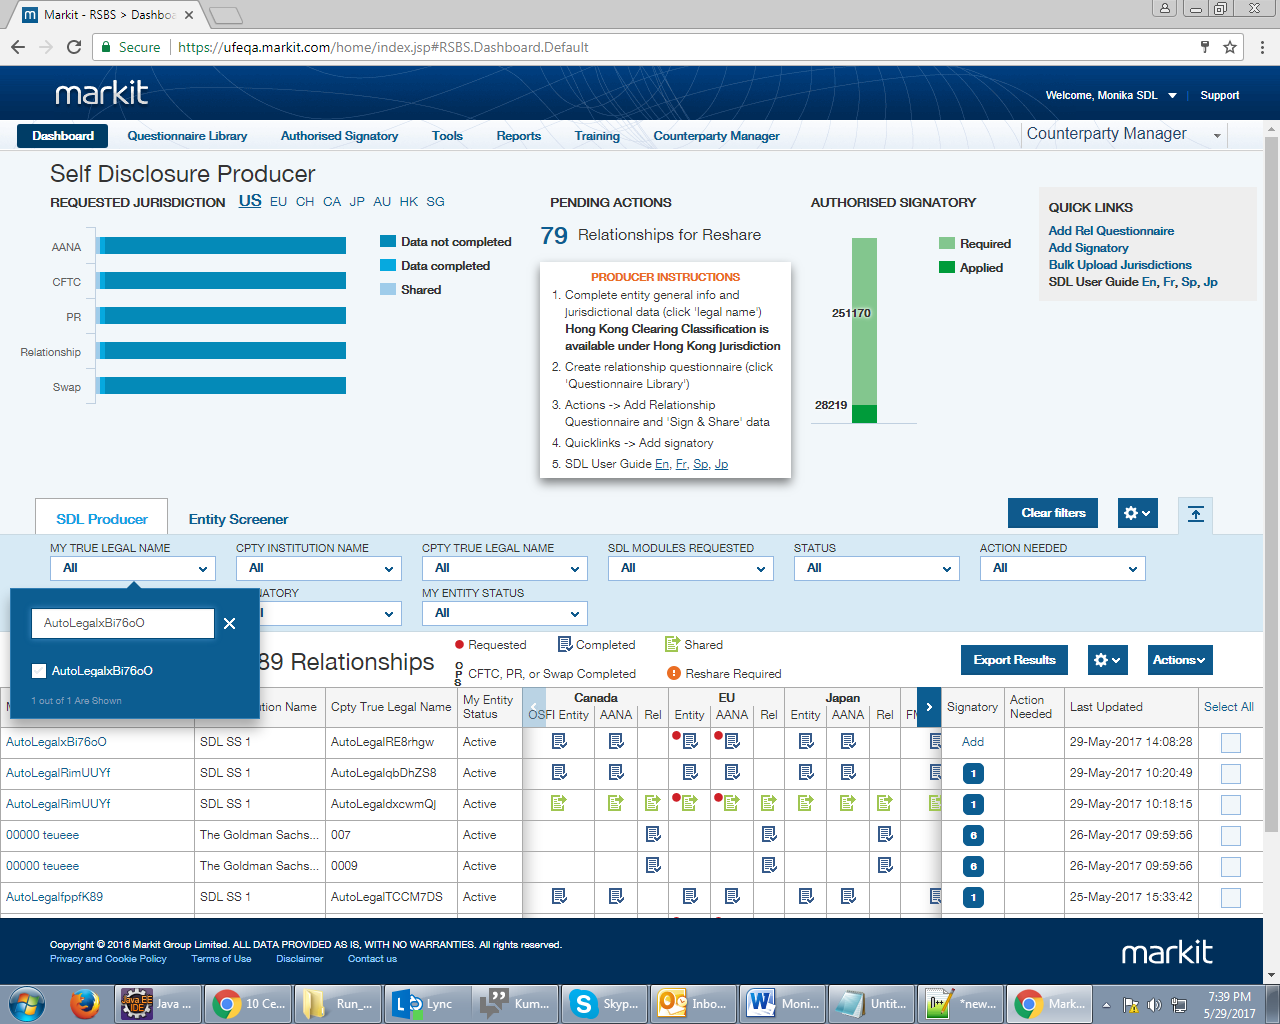 Markit - RSBS > Dashboa
Secure https://ufeqa.markit.com/home/index.jsp#RSBS.Dashboard.Default
markit
Welcome, Monika SDL Support
Dashboard Questionnaire Library Authorised Signatory Tools Reports Training Counterparty Manager Counterparty Manager
Self Disclosure Producer
REQUESTED JURISDICTION US EU CH CA JP AU HK SG
AANA
CFTC
PR
Relationship
Swap
Data not completed
Data completed
Shared
PENDING ACTIONS
79 Relationships for Reshare
PRODUCER INSTRUCTIONS
1. Complete entity general info and
jurisdictional data (click 'legal name')
Hong Kong Clearing Classification is
available under Hong Kong Jurisdiction
2. Create relationship questionnaire (click
'Questionnaire Library')
3. Actions -> Add Relationship
Questionnaire and 'Sign & Share' data
4. Quicklinks -> Add signatory
5. SDL User Guide En, Fr, Sp, Jp
AUTHORISED SIGNATORY
251170
28219
Required
Applied
QUICK LINKS
Add Rel Questionnaire
Add Signatory
Bulk Upload Jurisdictions
SDL User Guide En, Fr, Sp, Jp
SDL Producer Entity Screener Clear filters
MY TRUE LEGAL NAME CPTY INSTITUTION NAME CPTY TRUE LEGAL NAME SDL MODULES REQUESTED STATUS ACTION NEEDED
All All All All All All
NATORY MY ENTITY STATUS
All
AutoLegalxBi76oO
AutoLegalxBi76oO
1 out of 1 Are Shown
89 Relationships
Requested Completed Shared
OPS CFTC, PR, or Swap Completed Reshare Required
Export Results Actions
ution Name Cpty True Legal Name My Entity Status Canada EU Japan Signatory Action Needed Last Updated Select All
OSFI Entity AANA Rel Entity AANA Rel Entity AANA Rel
AutoLegalxBi76oO SDL SS 1 AutoLegalRE8rhgw Active Add 29-May-2017 14:08:28
AutoLegalRimUUYf SDL SS 1 AutoLegalqbDhZS8 Active 1 29-May-2017 10:20:49
AutoLegalRimUUYf SDL SS 1 AutoLegaldxcwmQj Active 1 29-May-2017 10:18:15
00000 teueee The Goldman Sachs... 007 Active 6 26-May-2017 09:59:56
00000 teueee The Goldman Sachs... 0009 Active 6 26-May-2017 09:59:56
AutoLegalfppfK89 SDL SS 1 AutoLegalTCCM7DS Active 1 25-May-2017 15:33:42
Copyright © 2016 Markit Group Limited. ALL DATA PROVIDED AS IS, WITH NO WARRANTIES. All rights reserved.
Privacy and Cookie Policy Terms of Use Disclaimer Contact us
markit
Java ... 10 Ce... Run_... Lync Kum... Skyp... Inbo... Moni... Untit... *new... Mark... 7:39 PM
5/29/2017